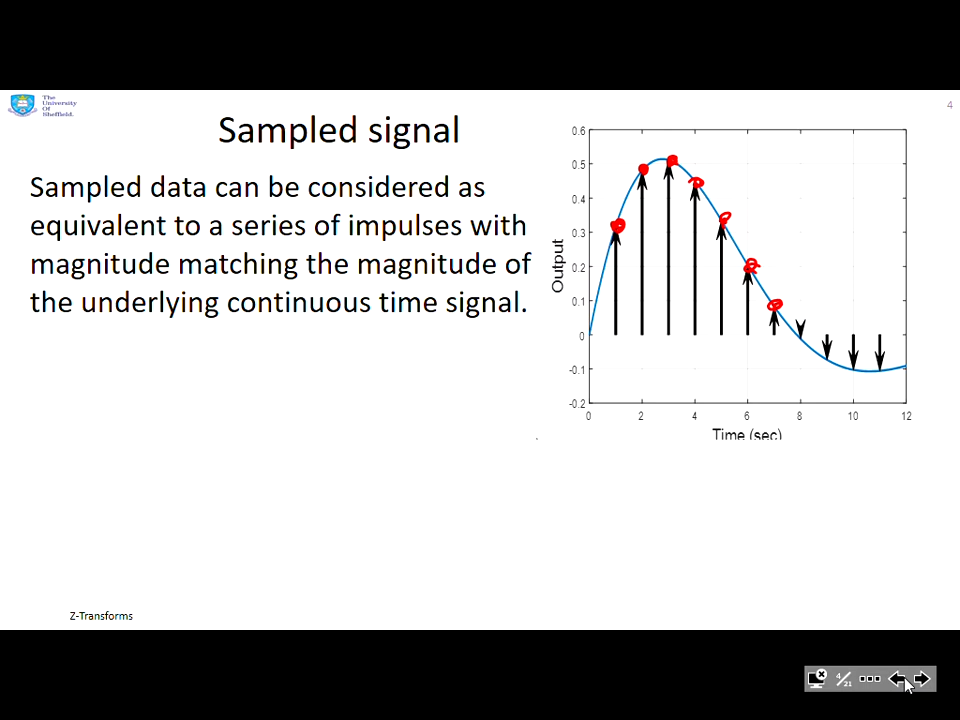 The
University
Of
Sheffield.
4
Sampled signal
Sampled data can be considered as
equivalent to a series of impulses with
magnitude matching the magnitude of
the underlying continuous time signal.
0.6
0.5
0.4
0.3
0.2
0.1
0
-0.1
-0.2
Output
0 2 4 6 8 10 12
Time (sec)
Z-Transforms
4/21